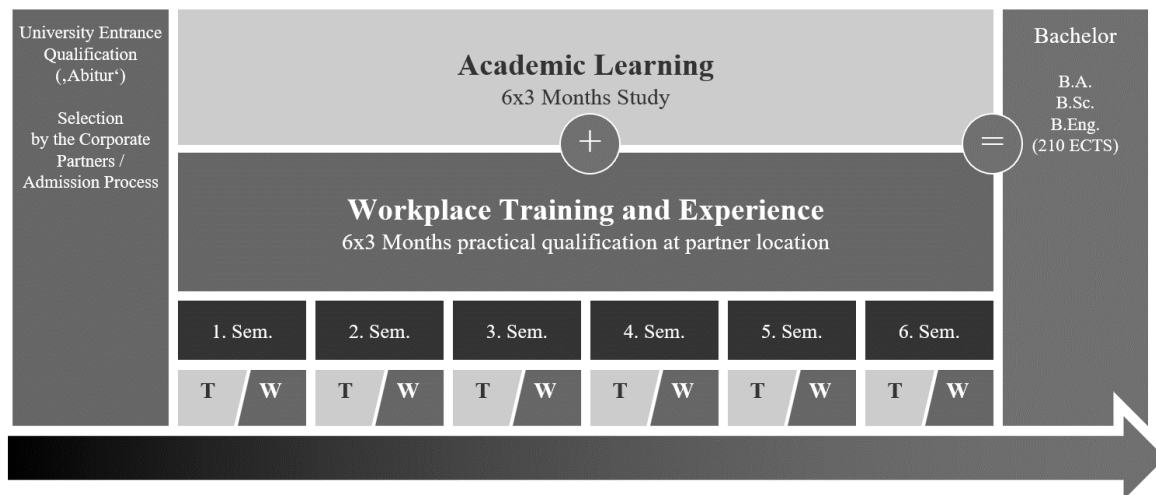 University Entrance
Qualification
(‚Abitur‘)
Selection
by the Corporate
Partners /
Admission Process
Academic Learning
6x3 Months Study
+
=
Workplace Training and Experience
6x3 Months practical qualification at partner location
1. Sem.
2. Sem.
3. Sem.
4. Sem.
5. Sem.
6. Sem.
T W
T W
T W
T W
T W
T W
Bachelor
B.A.
B.Sc.
B.Eng.
(210 ECTS)